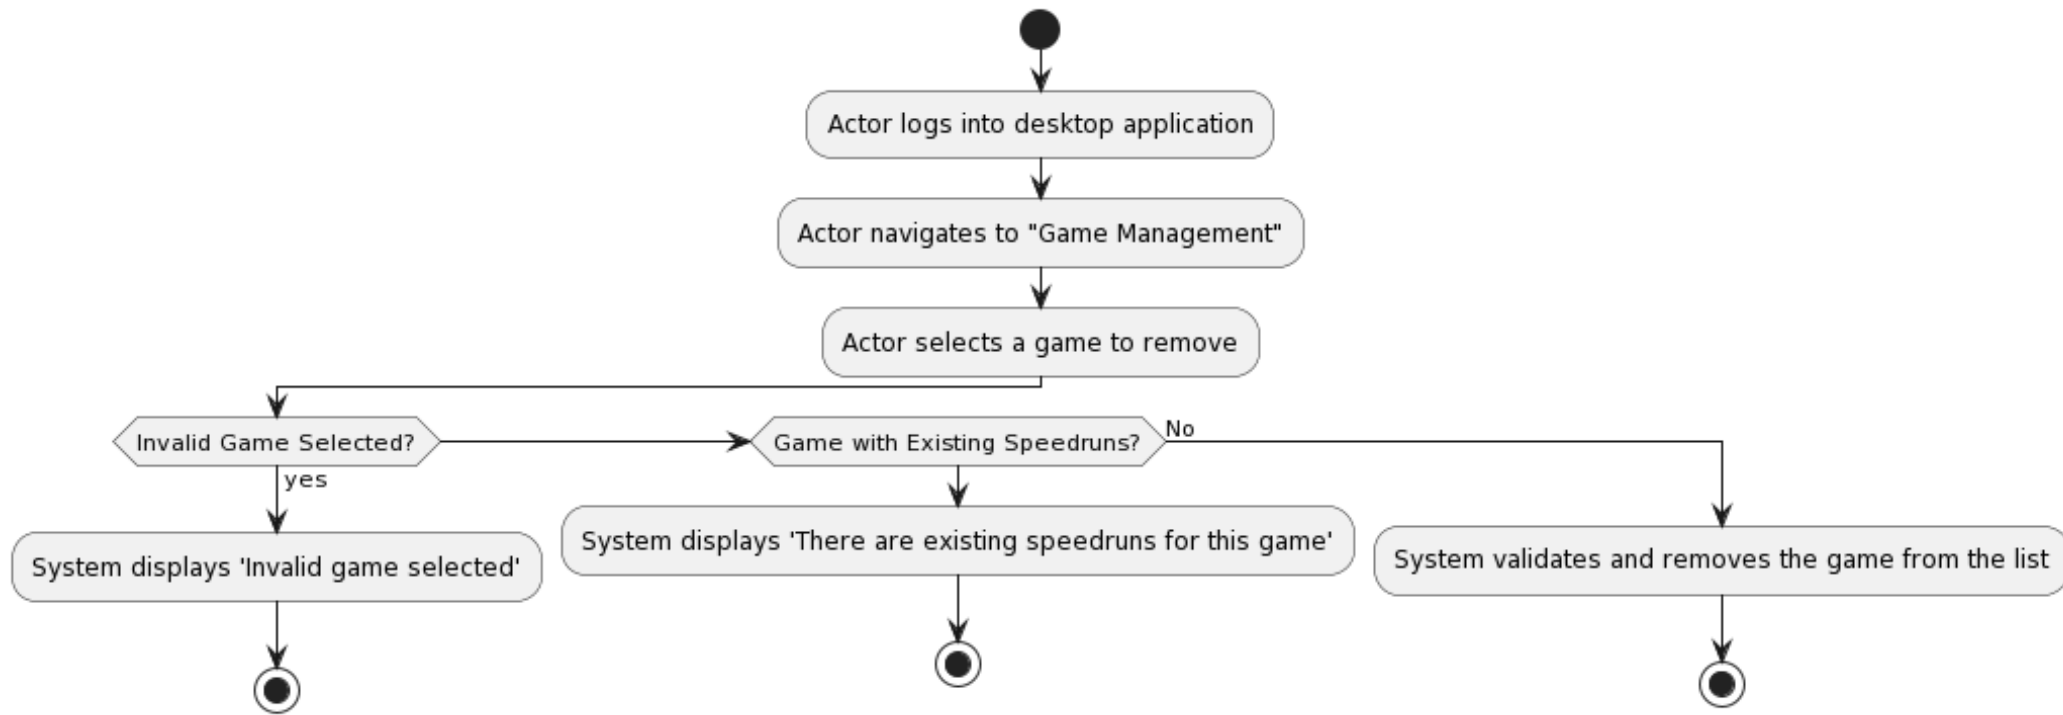 Actor logs into desktop application
Actor navigates to "Game Management"
Actor selects a game to remove
Invalid Game Selected?
yes
System displays 'Invalid game selected'
Game with Existing Speedruns?
No
System displays 'There are existing speedruns for this game'
System validates and removes the game from the list